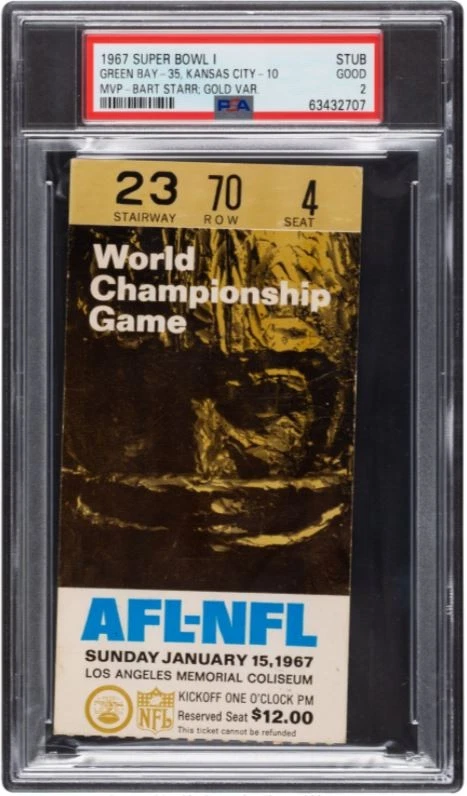 1967 SUPER BOWL I STUB
GREEN BAY - 35, KANSAS CITY - 10 GOOD
MVP - BART STARR; GOLD VAR. 2
PSA 63432707
23 70 4
STAIRWAY ROW SEAT
World
Championship
Game
AFL-NFL
SUNDAY JANUARY 15, 1967
LOS ANGELES MEMORIAL COLISEUM
KICKOFF ONE O'CLOCK PM
NFL Reserved Seat $12.00
This ticket cannot be refunded